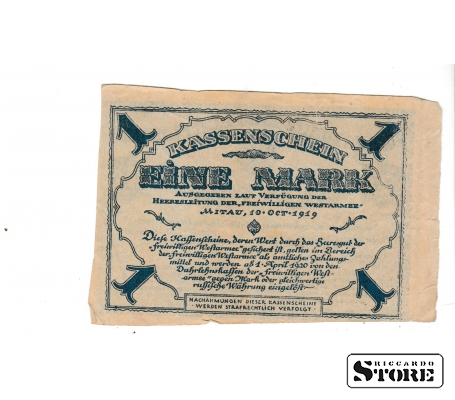 1 1
KASSENSCHEIN
EINE MARK
AUSGEGEBEN LAUT VERFÜGUNG DER
HEERESLEITUNG DER „FREIWILLIGEN WESTARMEE“
MITAU, 10·OCT·1919
Diese Kassenscheine, deren Wert durch das Heeresgut der
„Freiwilligen Westarmee“ gesichert ist, gelten im Bereich
der „Freiwilligen Westarmee“ als amtliches Zahlungs-
mittel und werden ab 1·April 1920 von den
Darlehnskassen der „Freiwilligen West-
armee“ gegen Mark oder gleichwertige
russische Währung eingelöst
1 1
NACHAHMUNGEN DIESER KASSENSCHEINE
WERDEN STRAFRECHTLICH VERFOLGT
RICCARDO
STORE